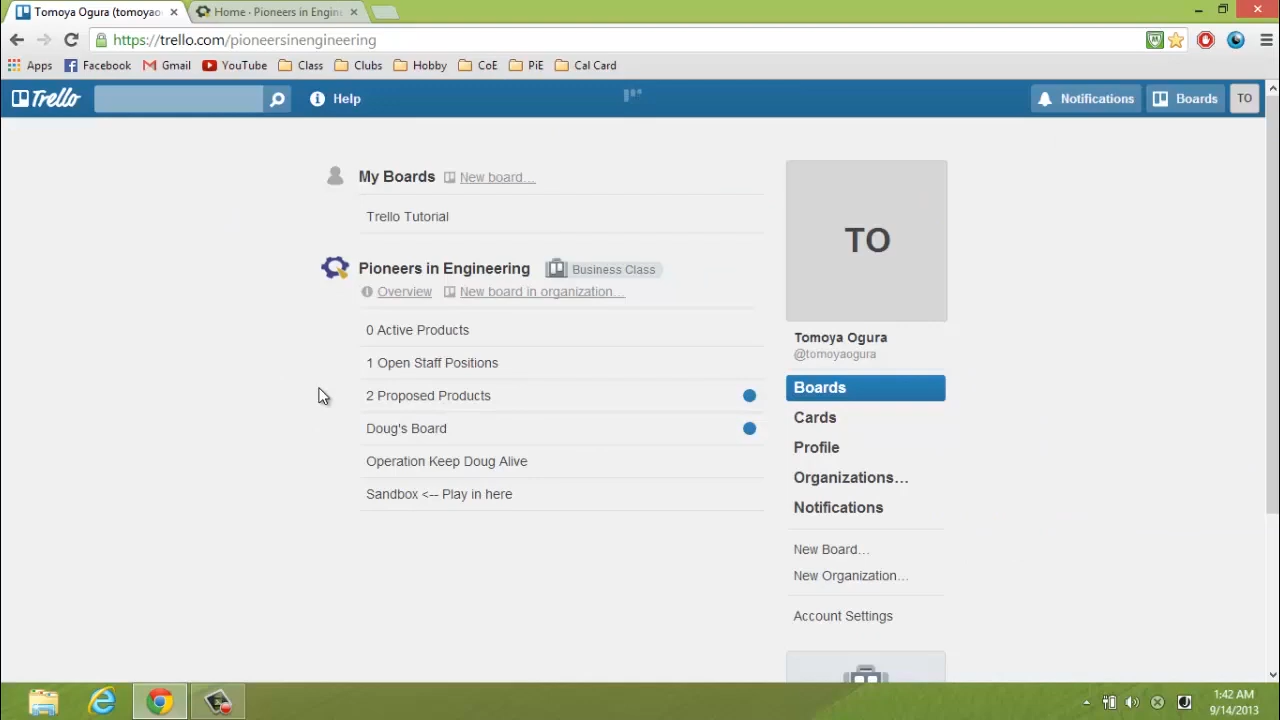 Tomoya Ogura (tomoyao
Home · Pioneers in Engine
https://trello.com/pioneersinengineering
Apps Facebook Gmail YouTube Class Clubs Hobby CoE PiE Cal Card
Trello Help Notifications Boards TO
My Boards New board…
Trello Tutorial
Pioneers in Engineering Business Class
Overview New board in organization…
0 Active Products
1 Open Staff Positions
2 Proposed Products
Doug's Board
Operation Keep Doug Alive
Sandbox <-- Play in here
TO
Tomoya Ogura
@tomoyaogura
Boards
Cards
Profile
Organizations…
Notifications
New Board…
New Organization…
Account Settings
1:42 AM
9/14/2013